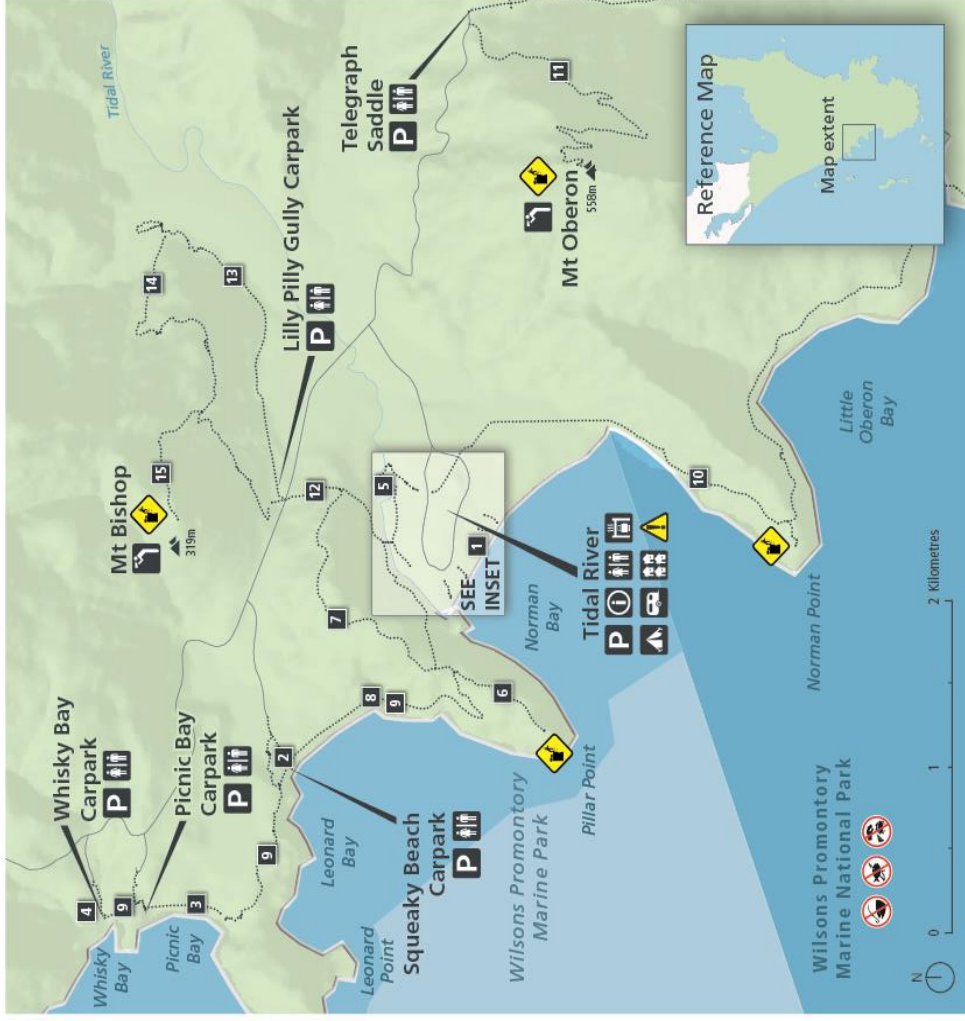 Tidal River
Telegraph
Saddle
P
11
Lilly Pilly Gully Carpark
P
14
13
Mt Oberon
558m
Reference Map
Map extent
Mt Bishop
319m
15
12
5
7
SEE
INSET
1
Tidal River
P
i
10
Little
Oberon
Bay
Norman
Bay
Norman Point
Whisky Bay
Carpark
P
Picnic Bay
Carpark
P
8
9
6
2
Pillar Point
4
9
3
9
Whisky
Bay
Picnic
Bay
Leonard
Bay
Leonard
Point
Squeaky Beach
Carpark
P
Wilsons Promontory
Marine Park
Wilsons Promontory
Marine National Park
N
0
1
2 Kilometres